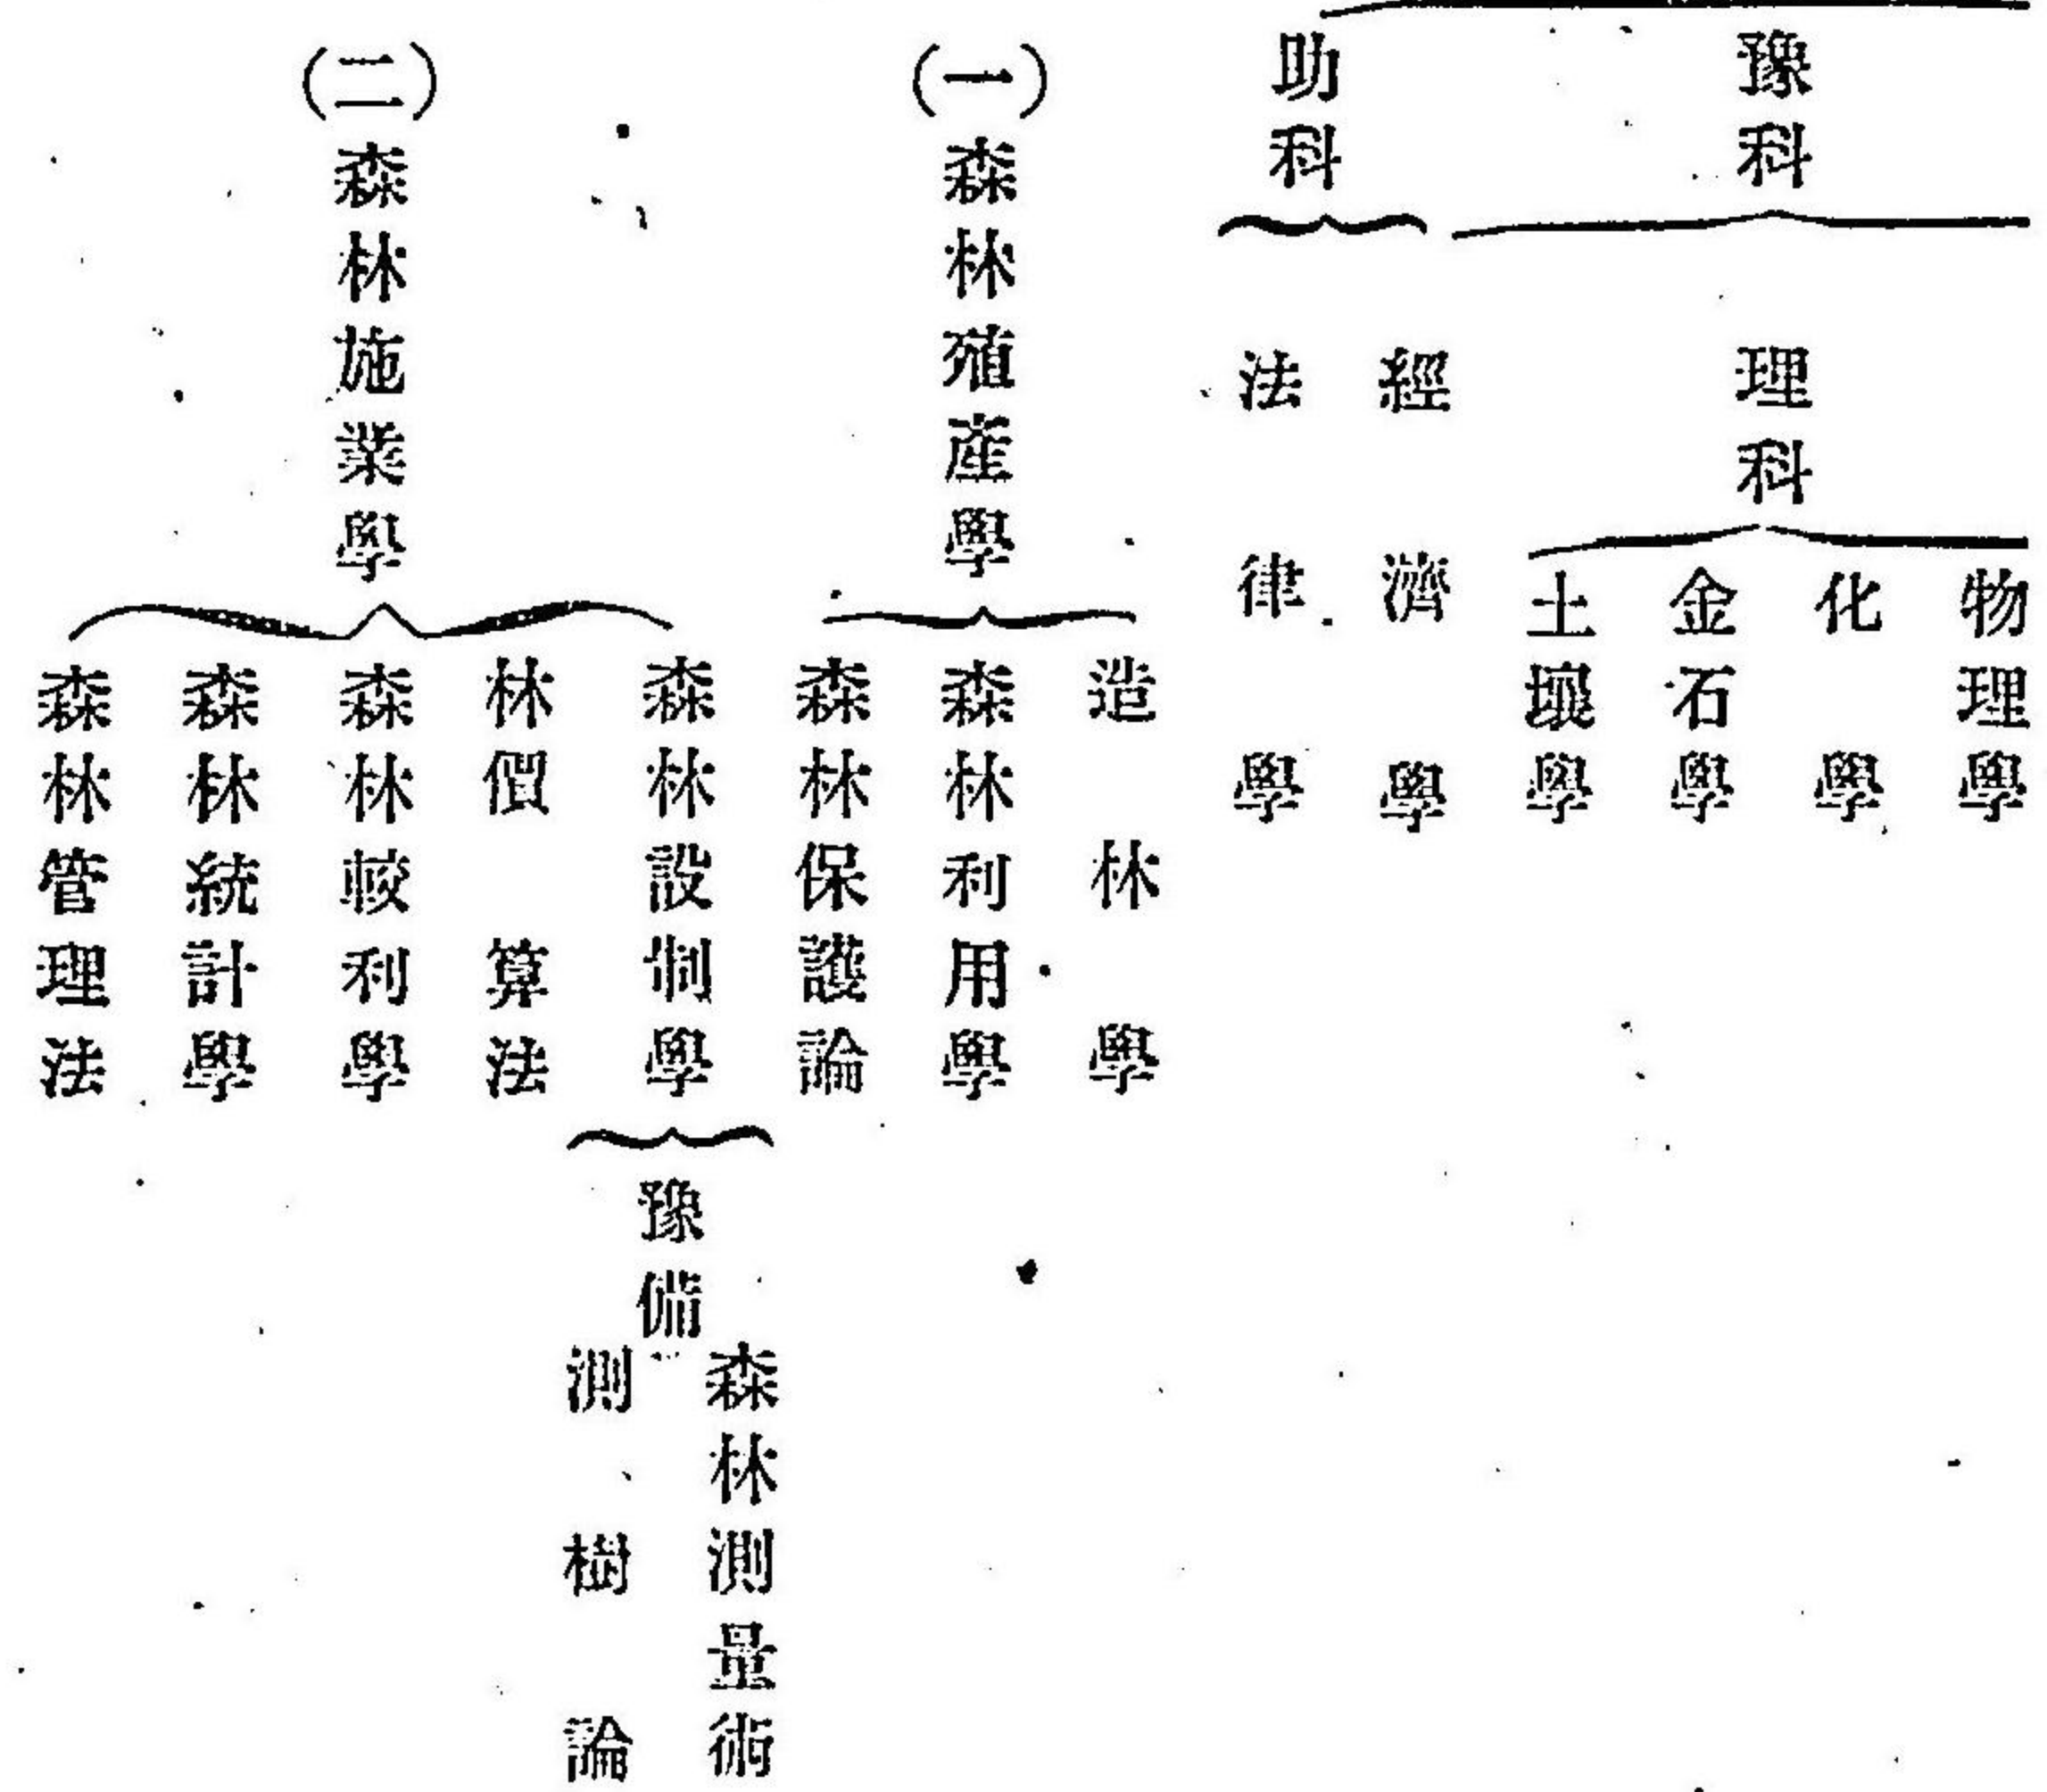 豫科
理科
物理學
化學
金石學
土壤學
助科
經濟學
法律學
(一)森林殖產學
造林學
森林利用學
森林保護論
(二)森林施業學
森林設制學
豫備
森林測量術
測樹論
林價算法
森林較利學
森林統計學
森林管理法